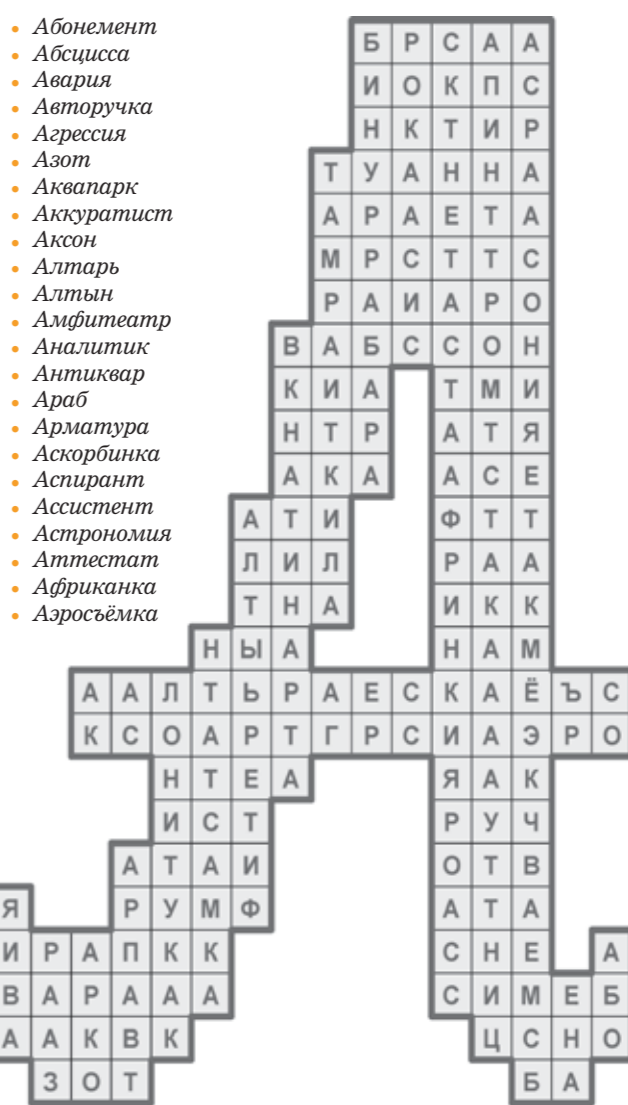 Абонемент
Абсцисса
Авария
Авторучка
Агрессия
Азот
Аквапарк
Аккуратист
Аксон
Алтарь
Алтын
Амфитеатр
Аналитик
Антиквар
Араб
Арматура
Аскорбинка
Аспирант
Ассистент
Астрономия
Аттестат
Африканка
Аэросъёмка
Б Р С А А
И О К П С
Н К Т И Р
Т У А Н Н А
А Р А Е Т А
М Р С Т Т С
Р А И А Р О
В А Б С С О Н
К И А Т М И
Н Т Р А Т Я
А К А А С Е
А Т И Ф Т Т
Л И Л Р А А
Т Н А И К К
Н Ы А Н А М
А А Л Т Ь Р А Е С К А Ё Ъ С
К С О А Р Т Г Р С И А Э Р О
Н Т Е А Я А К
И С Т Р У Ч
А Т А И О Т В
Я Р У М Ф А Т А
И Р А П К К С Н Е А
В А Р А А А С И М Е Б
А А К В К Ц С Н О
З О Т Б А